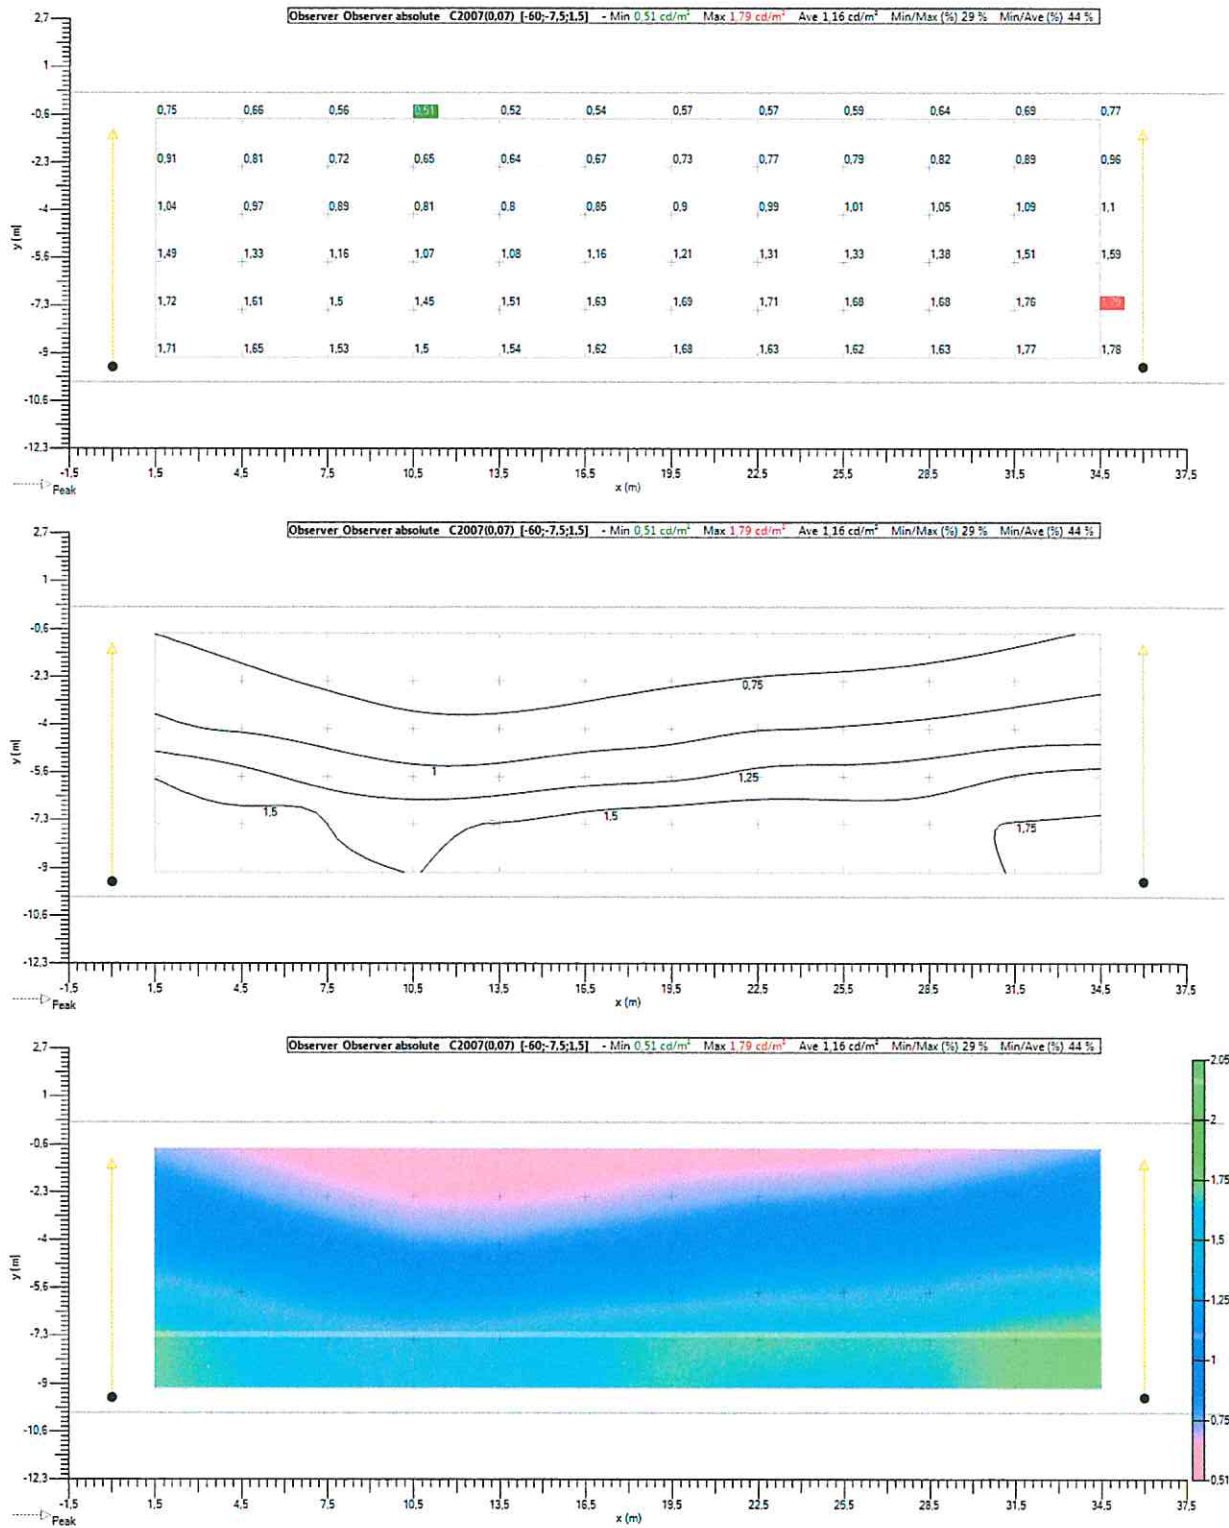 Observer Observer absolute C2007(0,07) [-60;-7,5;1,5] - Min 0,51 cd/m² Max 1,79 cd/m² Ave 1,16 cd/m² Min/Max (%) 29 % Min/Ave (%) 44 %
2.7
1
-0.6
0,75 0,66 0,56 0,51 0,52 0,54 0,57 0,57 0,59 0,64 0,69 0,77
-2.3
0,91 0,81 0,72 0,65 0,64 0,67 0,73 0,77 0,79 0,82 0,89 0,96
-4
1,04 0,97 0,89 0,81 0,8 0,85 0,9 0,99 1,01 1,05 1,09 1,1
y (m)
-5.6
1,49 1,33 1,16 1,07 1,08 1,16 1,21 1,31 1,33 1,38 1,51 1,59
-7.3
1,72 1,61 1,5 1,45 1,51 1,63 1,69 1,71 1,68 1,68 1,76 1,79
-9
1,71 1,65 1,53 1,5 1,54 1,62 1,68 1,63 1,62 1,63 1,77 1,78
-10.6
-12.3
-1,5 1,5 4,5 7,5 10,5 13,5 16,5 19,5 22,5 25,5 28,5 31,5 34,5 37,5
Peak
x (m)
Observer Observer absolute C2007(0,07) [-60;-7,5;1,5] - Min 0,51 cd/m² Max 1,79 cd/m² Ave 1,16 cd/m² Min/Max (%) 29 % Min/Ave (%) 44 %
2.7
1
-0.6
-2.3
0,75
-4
y (m)
-5.6
1 1,25
-7.3
1,5 1,5 1,75
-9
-10.6
-12.3
-1,5 1,5 4,5 7,5 10,5 13,5 16,5 19,5 22,5 25,5 28,5 31,5 34,5 37,5
Peak
x (m)
Observer Observer absolute C2007(0,07) [-60;-7,5;1,5] - Min 0,51 cd/m² Max 1,79 cd/m² Ave 1,16 cd/m² Min/Max (%) 29 % Min/Ave (%) 44 %
2.7
1
-0.6
-2.3
-4
y (m)
-5.6
-7.3
-9
-10.6
-12.3
2.05
2
1.75
1.5
1.25
1
0.75
0.51
-1,5 1,5 4,5 7,5 10,5 13,5 16,5 19,5 22,5 25,5 28,5 31,5 34,5 37,5
Peak
x (m)